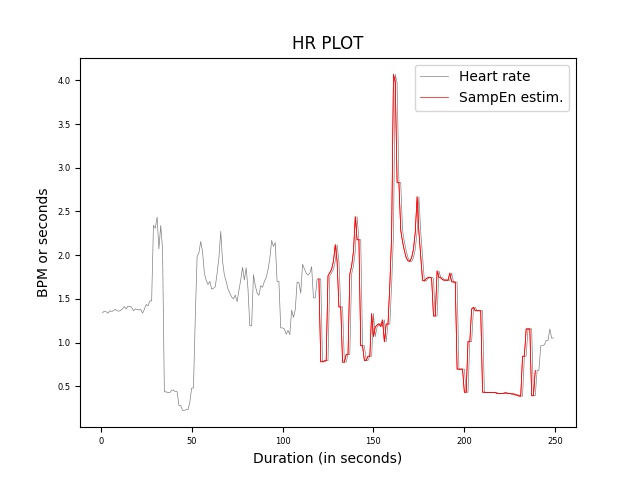 HR PLOT
Heart rate
SampEn estim.
BPM or seconds
4.0
3.5
3.0
2.5
2.0
1.5
1.0
0.5
0 50 100 150 200 250
Duration (in seconds)